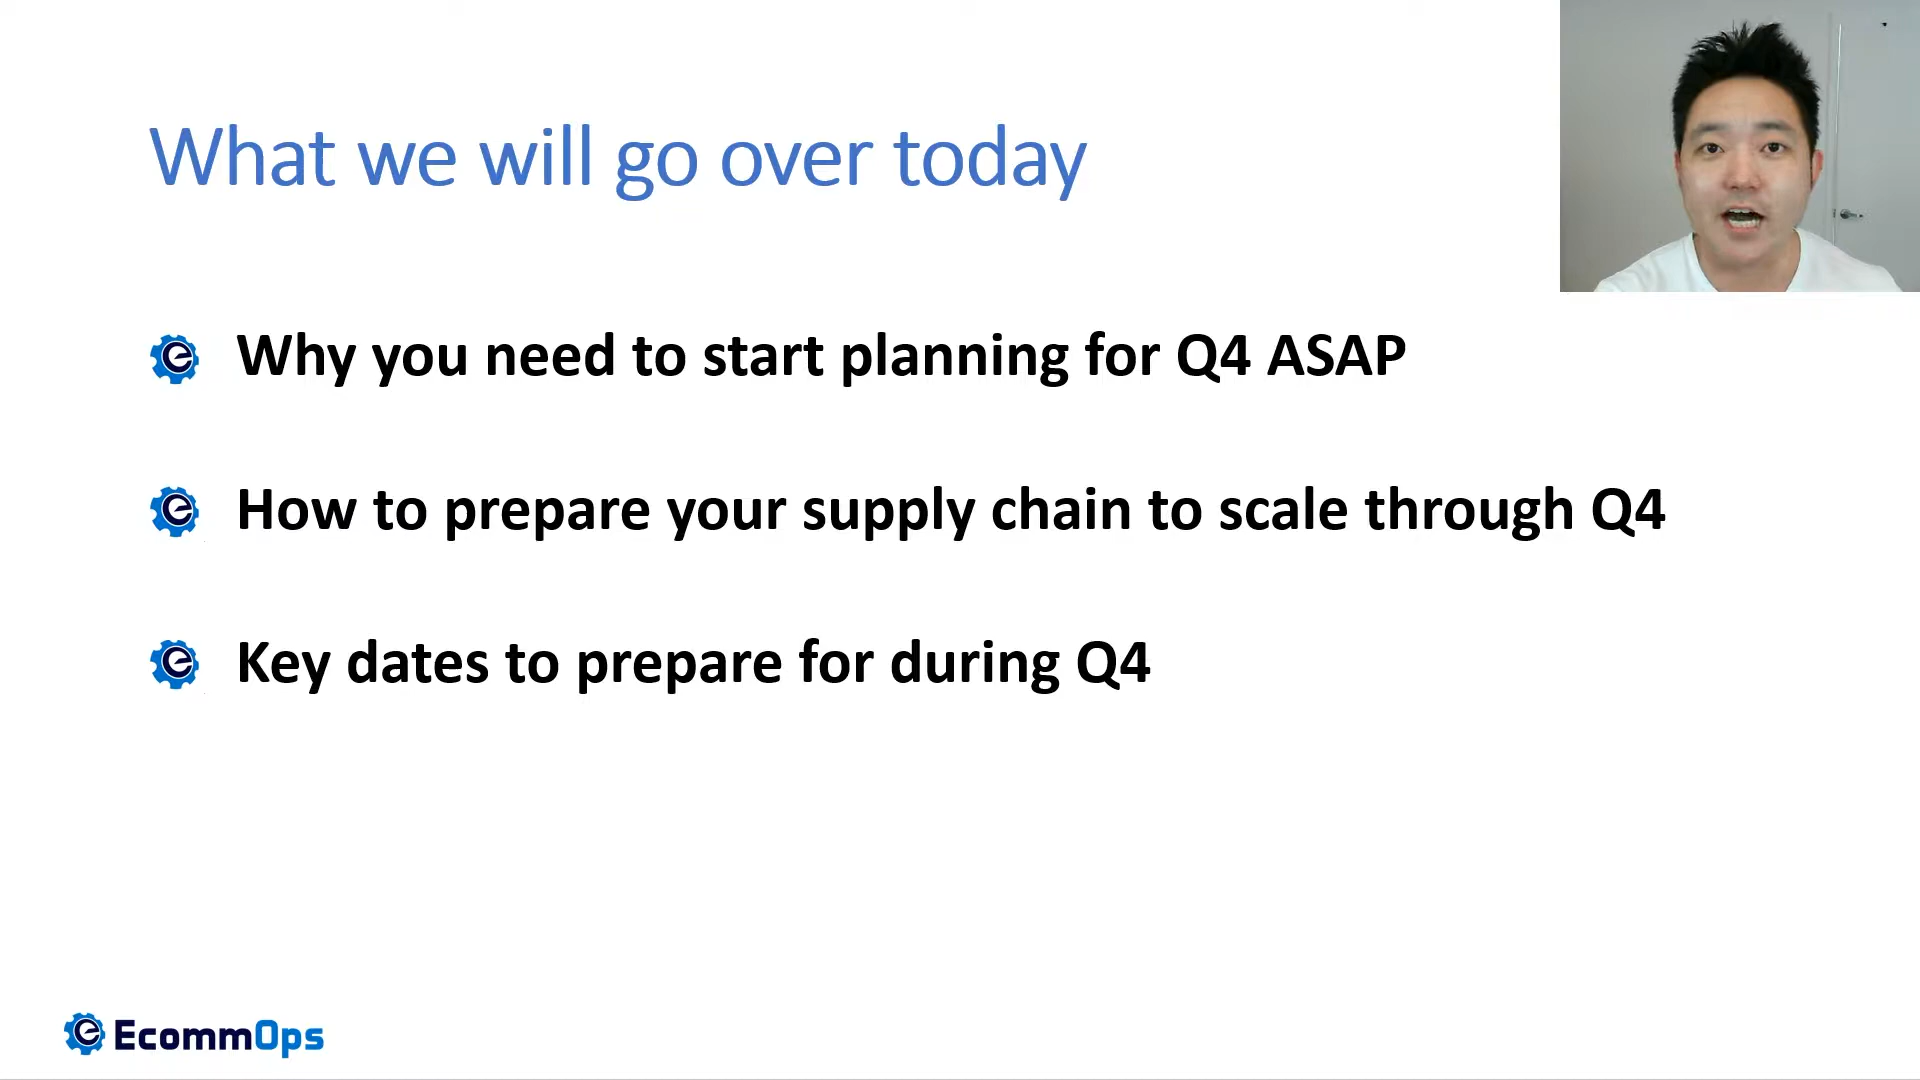 What we will go over today
Why you need to start planning for Q4 ASAP
How to prepare your supply chain to scale through Q4
Key dates to prepare for during Q4
EcommOps